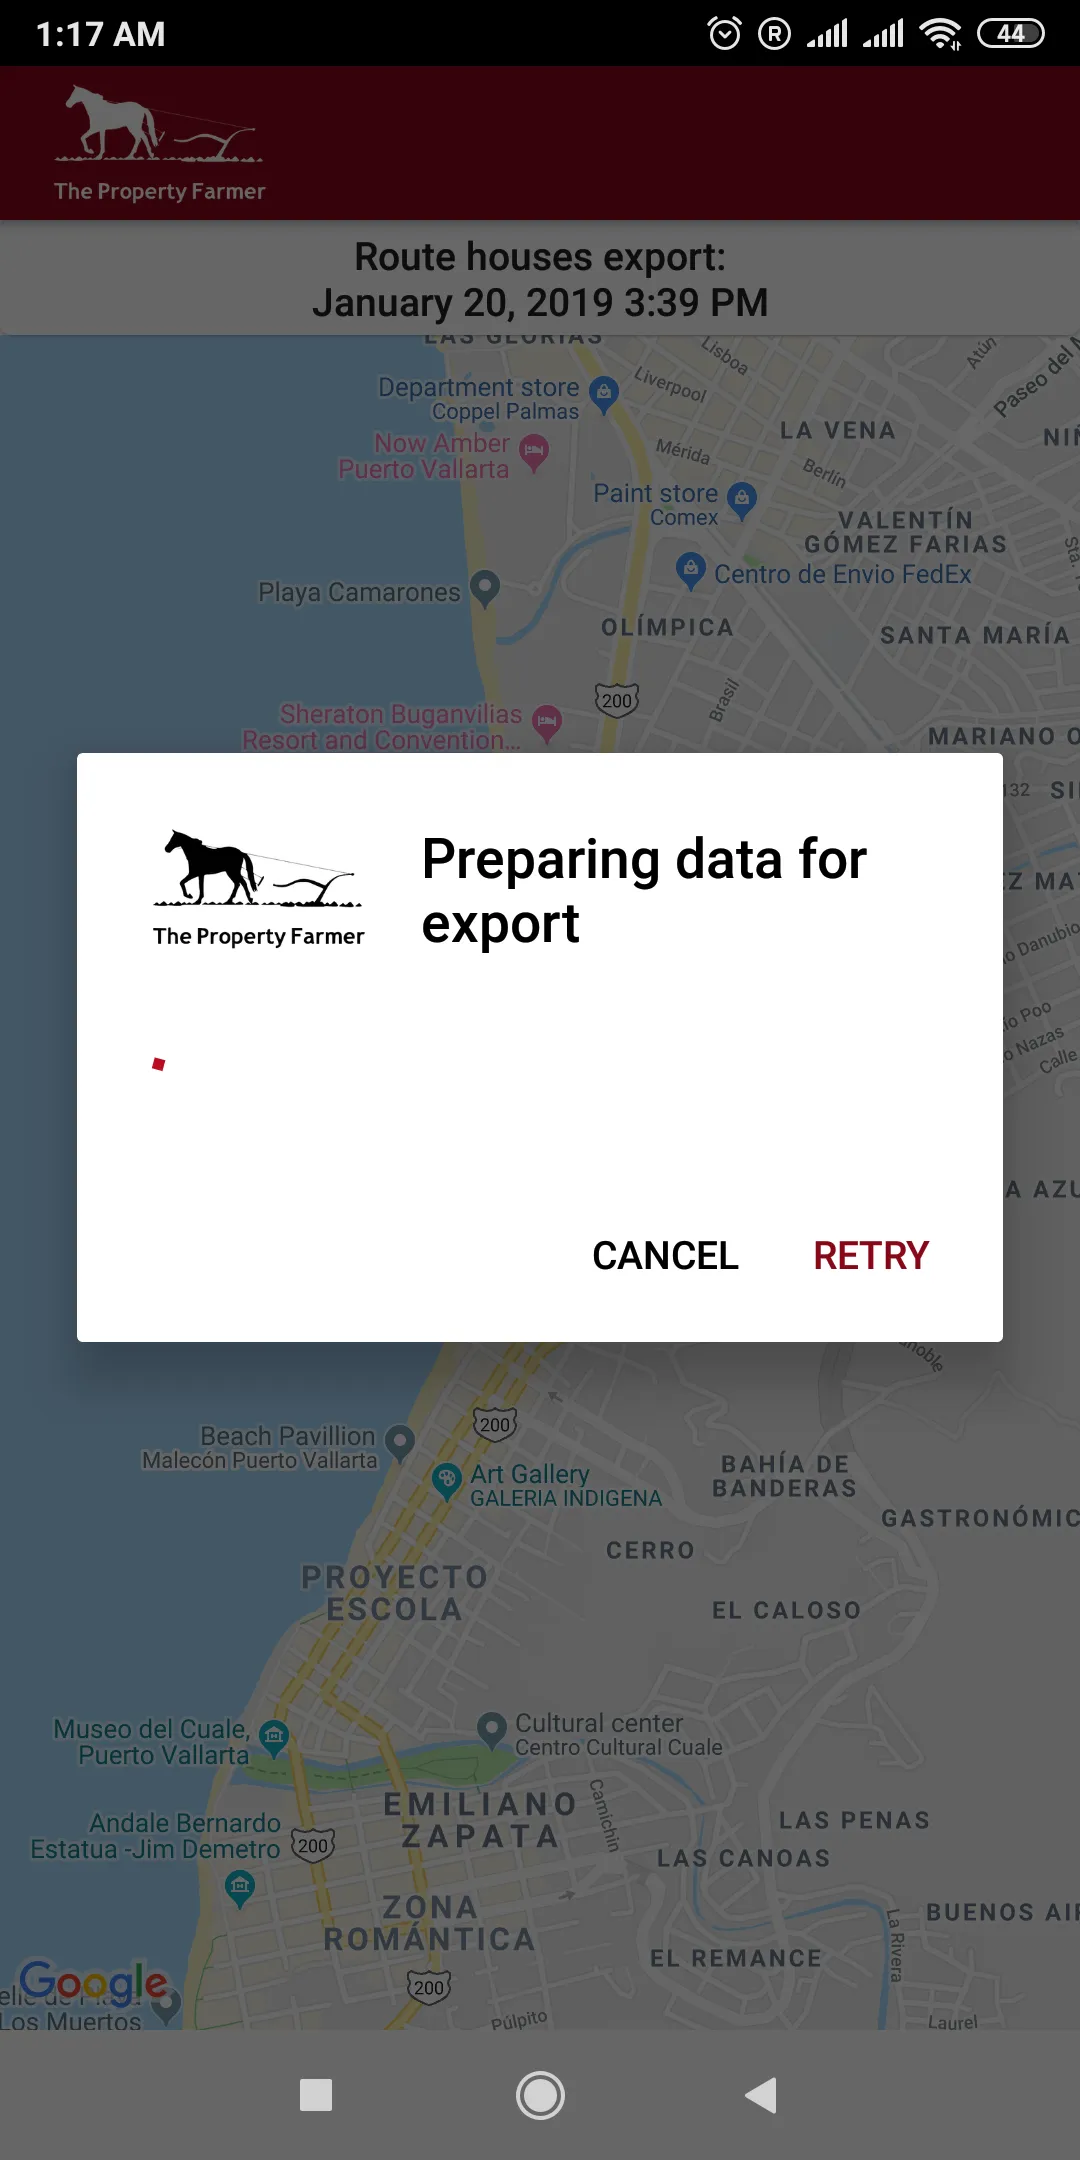 1:17 AM
R
44
The Property Farmer
Route houses export:
January 20, 2019 3:39 PM
LAS GLORIAS
Lisboa
Atún
Paseo del
Department store
Coppel Palmas
Liverpool
LA VENA
Now Amber
Puerto Vallarta
Mérida
Berlín
Paint store
Comex
VALENTÍN
GÓMEZ FARIAS
Sta.
Centro de Envio FedEx
Playa Camarones
OLÍMPICA
SANTA MARÍA
200
Brasil
Sheraton Buganvilias
Resort and Convention...
MARIANO O
132
The Property Farmer
Preparing data for
export
Z MA
Danubio
Poo
Nazas
Calle
A AZU
CANCEL
RETRY
noble
200
Beach Pavillion
Malecón Puerto Vallarta
Art Gallery
GALERIA INDIGENA
BAHÍA DE
BANDERAS
GASTRONÓMIC
CERRO
PROYECTO
ESCOLA
EL CALOSO
Museo del Cuale,
Puerto Vallarta
Cultural center
Centro Cultural Cuale
Camichin
EMILIANO
ZAPATA
LAS PENAS
Andale Bernardo
Estatua -Jim Demetro
200
LAS CANOAS
ZONA
ROMÁNTICA
BUENOS AIR
La Rivera
EL REMANCE
Google
200
Los Muertos
Púlpito
Laurel